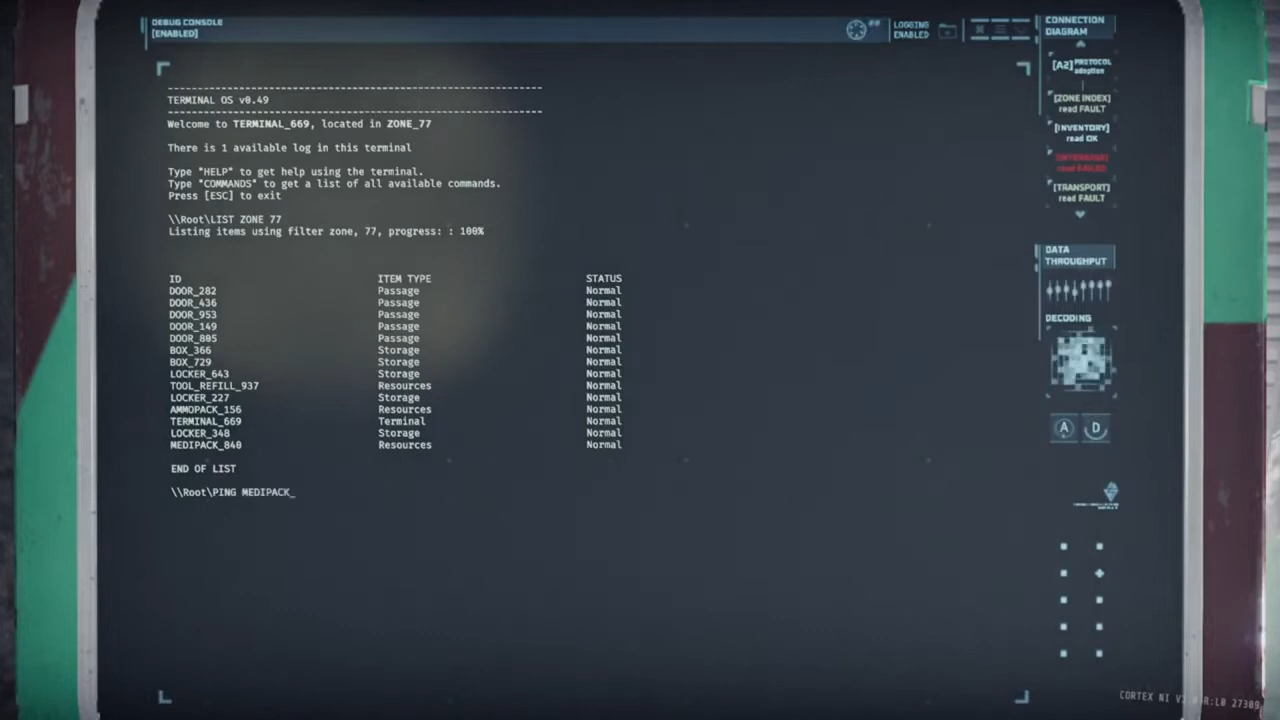 DEBUG CONSOLE
[ENABLED]
LOGGING
ENABLED
CONNECTION
DIAGRAM
[A2] PROTOCOL
adaption
[ZONE INDEX]
read FAULT
[INVENTORY]
read OK
read FAILED
[TRANSPORT]
read FAULT
DATA
THROUGHPUT
DECODING
A D
--------------------------------------------------------------
TERMINAL OS v0.49
--------------------------------------------------------------
Welcome to TERMINAL_669, located in ZONE_77
There is 1 available log in this terminal
Type "HELP" to get help using the terminal.
Type "COMMANDS" to get a list of all available commands.
Press [ESC] to exit
\\Root\LIST ZONE 77
Listing items using filter zone, 77, progress: : 100%
ID ITEM TYPE STATUS
DOOR_282 Passage Normal
DOOR_436 Passage Normal
DOOR_953 Passage Normal
DOOR_149 Passage Normal
DOOR_805 Passage Normal
BOX_366 Storage Normal
BOX_729 Storage Normal
LOCKER_643 Storage Normal
TOOL_REFILL_937 Resources Normal
LOCKER_227 Storage Normal
AMMOPACK_156 Resources Normal
TERMINAL_669 Terminal Normal
LOCKER_348 Storage Normal
MEDIPACK_840 Resources Normal
END OF LIST
\\Root\PING MEDIPACK_
CORTEX NI